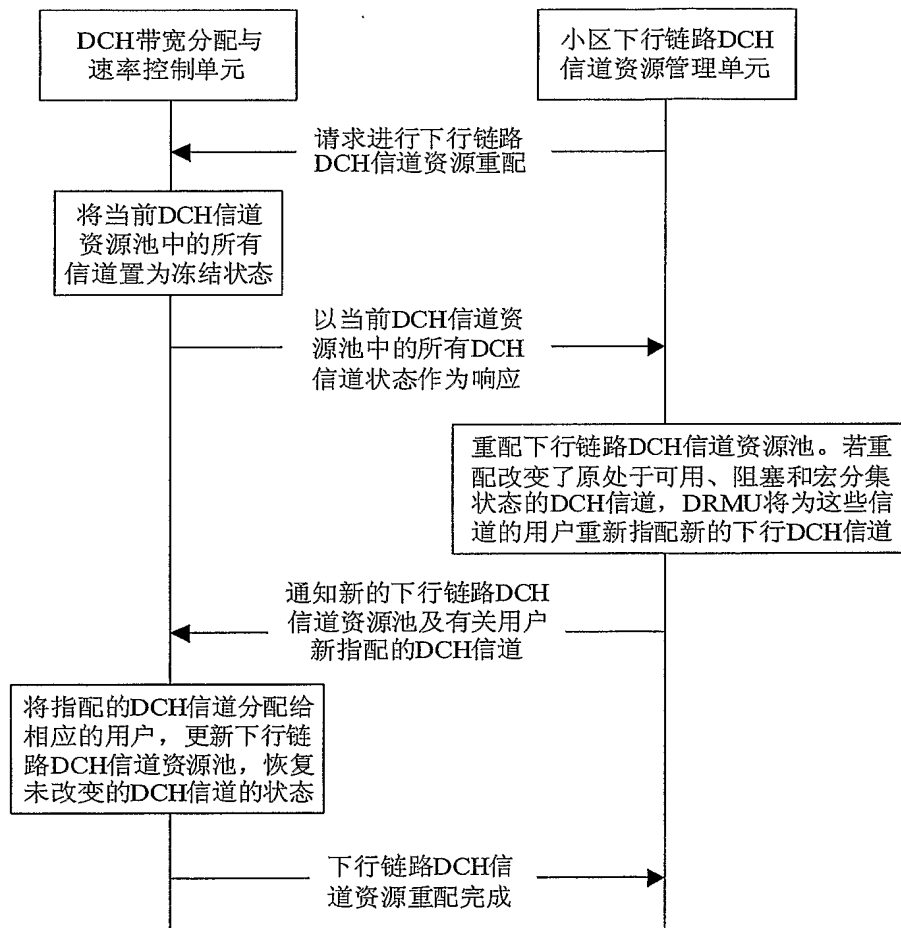 DCH带宽分配与
速率控制单元
小区下行链路DCH
信道资源管理单元
请求进行下行链路
DCH信道资源重配
将当前DCH信道
资源池中的所有
信道置为冻结状态
以当前DCH信道资
源池中的所有DCH
信道状态作为响应
重配下行链路DCH信道资源池。若重
配改变了原处于可用、阻塞和宏分集
状态的DCH信道，DRMU将为这些信
道的用户重新指配新的下行DCH信道
通知新的下行链路DCH
信道资源池及有关用户
新指配的DCH信道
将指配的DCH信道分配给
相应的用户，更新下行链
路DCH信道资源池，恢复
未改变的DCH信道的状态
下行链路DCH信
道资源重配完成